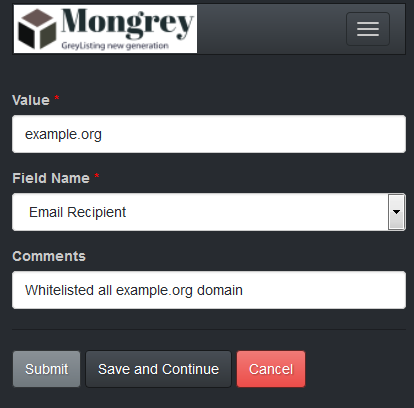 Mongrey
GreyListing new generation
Value *
example.org
Field Name *
Email Recipient
Comments
Whitelisted all example.org domain
Submit Save and Continue Cancel